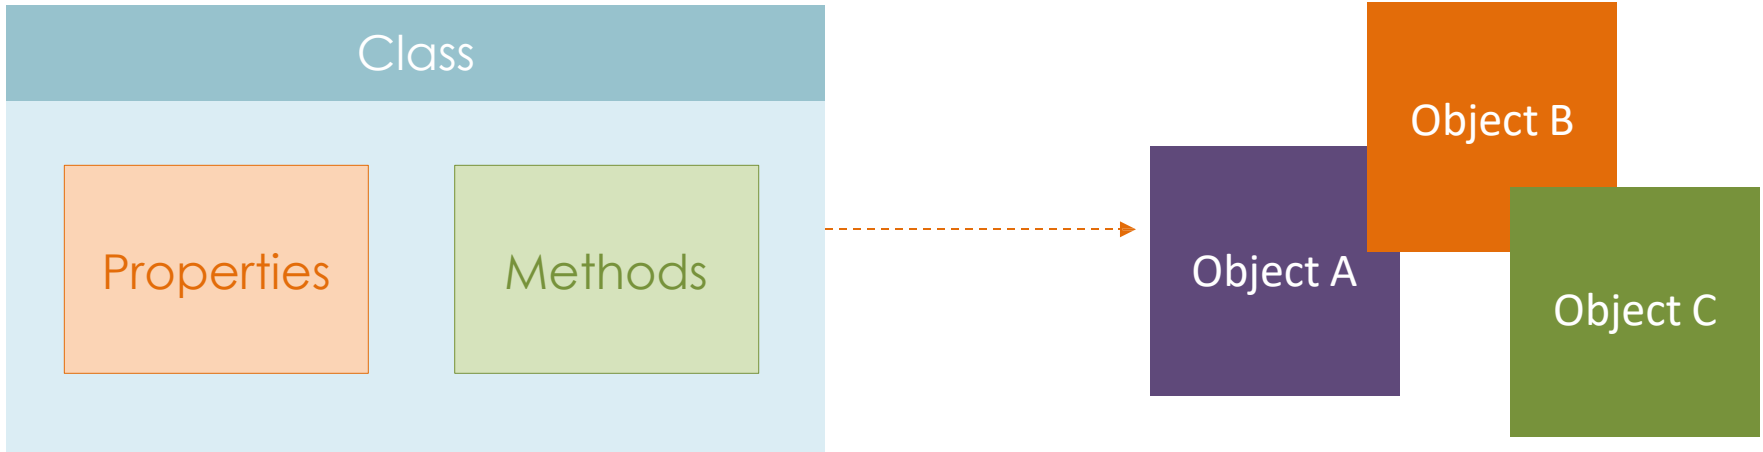 Class
Properties
Methods
Object A
Object B
Object C